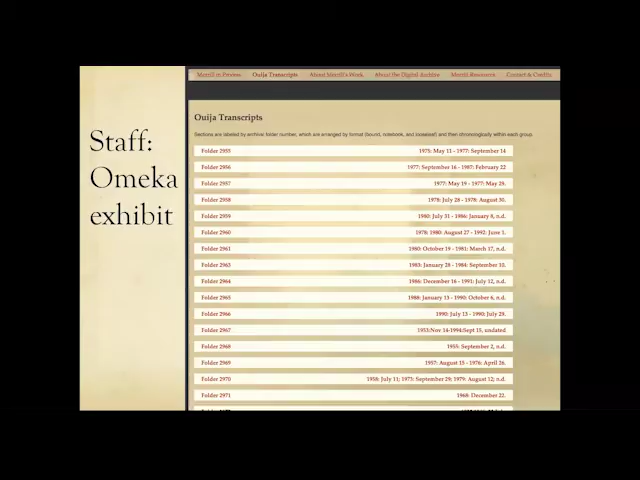 Merrill in Process Ouija Transcripts About Merrill's Work About the Digital Archive Merrill Resources Contact & Credits
Staff:
Omeka
exhibit
Ouija Transcripts
Sections are labeled by archival folder number, which are arranged by format (bound, notebook, and looseleaf) and then chronologically within each group.
Folder 2955 1975: May 11 - 1977: September 14
Folder 2956 1977: September 16 - 1987: February 22
Folder 2957 1977: May 19 - 1977: May 25.
Folder 2958 1978: July 28 - 1978: August 30.
Folder 2959 1980: July 31 - 1986: January 8, n.d.
Folder 2960 1978; 1980: August 27 - 1992: June 1.
Folder 2961 1980: October 19 - 1981: March 17, n.d.
Folder 2963 1983: January 28 - 1984: September 10.
Folder 2964 1986: December 16 - 1991: July 12, n.d.
Folder 2965 1988: January 13 - 1990: October 6, n.d.
Folder 2966 1990: July 13 - 1990: July 29.
Folder 2967 1953:Nov 14-1994:Sept 15, undated
Folder 2968 1955: September 2, n.d.
Folder 2969 1957: August 15 - 1976: April 26.
Folder 2970 1958: July 11; 1975: September 29; 1979: August 12; n.d.
Folder 2971 1968: December 22.